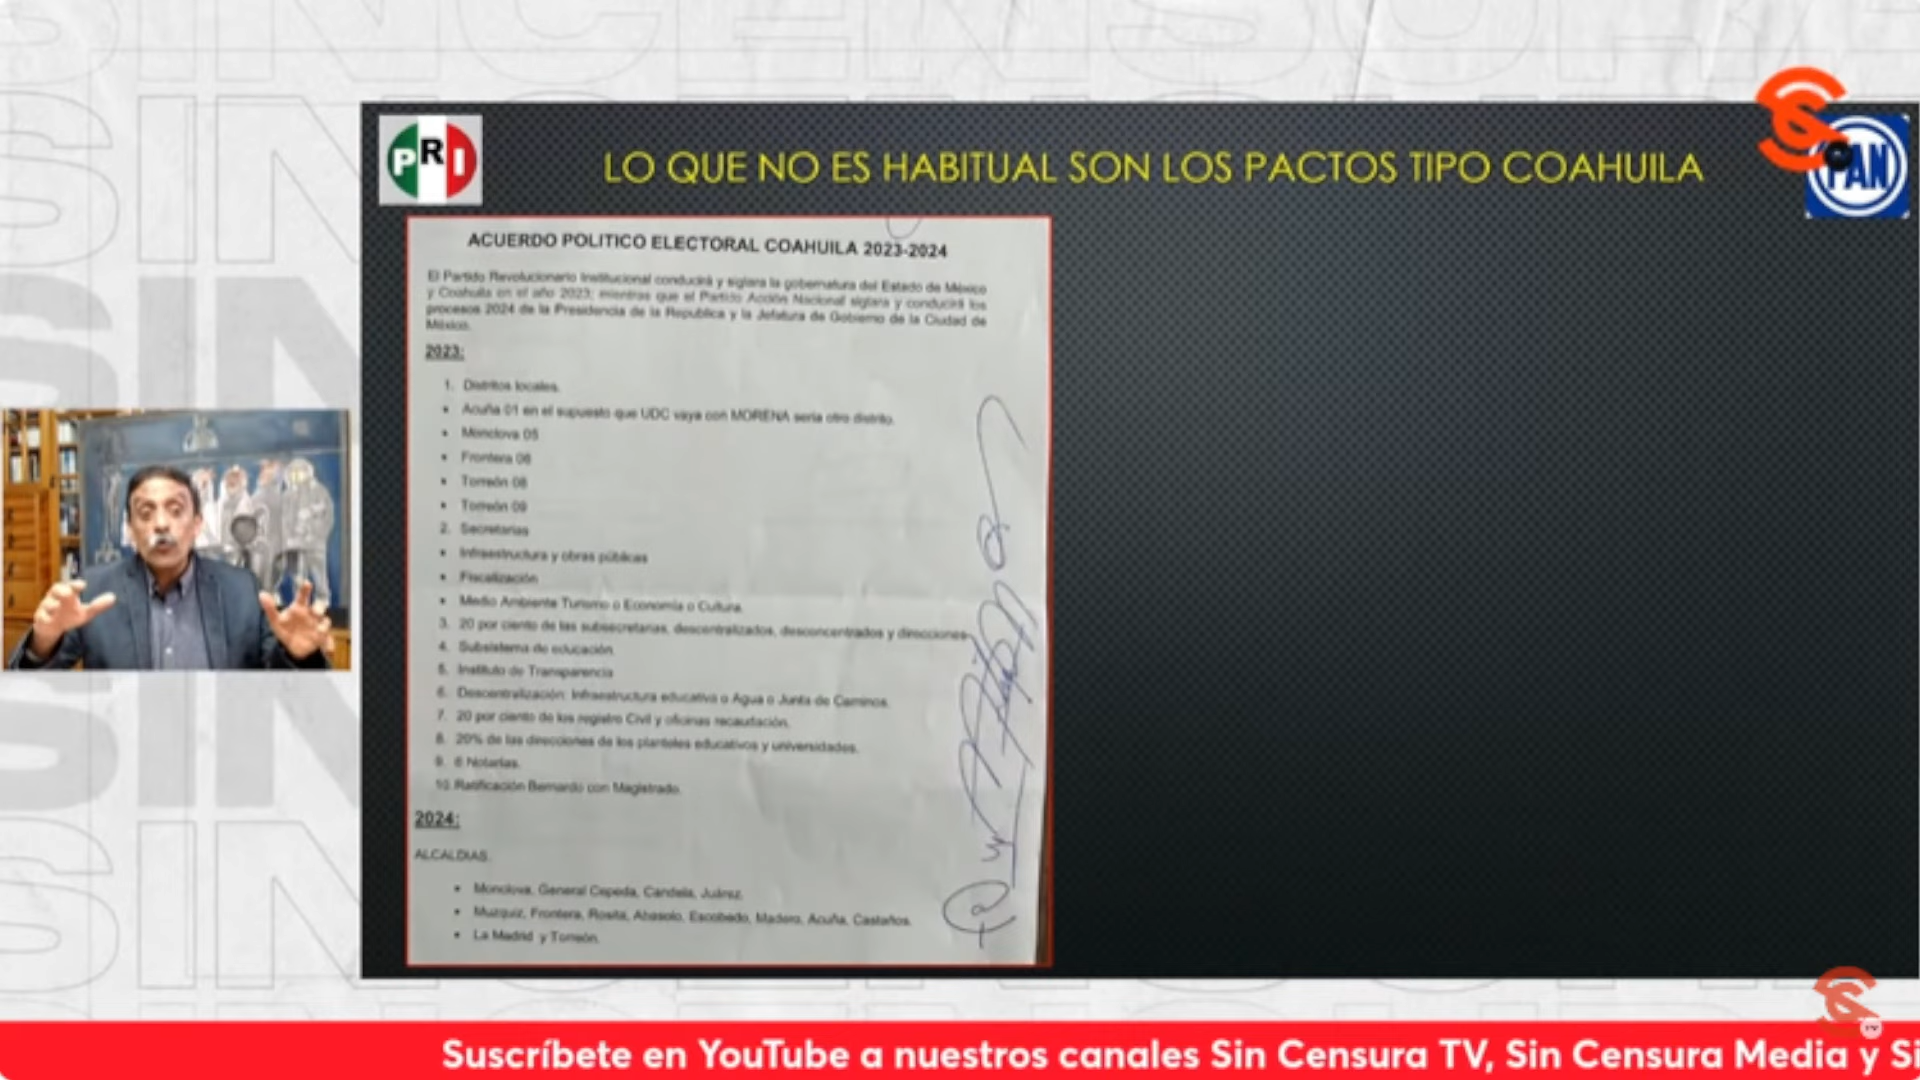 PRI
LO QUE NO ES HABITUAL SON LOS PACTOS TIPO COAHUILA
PAN
ACUERDO POLITICO ELECTORAL COAHUILA 2023-2024
El Partido Revolucionario Institucional conducirá y siglara la gobernatura del Estado de México
y Coahuila en el año 2023; mientras que el Partido Acción Nacional siglara y conducirá los
procesos 2024 de la Presidencia de la Republica y la Jefatura de Gobierno de la Ciudad de
México.
2023:
1. Distritos locales.
• Acuña 01 en el supuesto que UDC vaya con MORENA seria otro distrito.
• Monclova 05
• Frontera 06
• Torreón 08
• Torreón 09
2. Secretarias
• Infraestructura y obras públicas
• Fiscalización
• Medio Ambiente Turismo o Economía o Cultura.
3. 20 por ciento de las subsecretarias, descentralizados, desconcentrados y direcciones
4. Subsistema de educación
5. Instituto de Transparencia
6. Descentralización: Infraestructura educativa o Agua o Junta de Caminos.
7. 20 por ciento de los registro Civil y oficinas recaudación.
8. 20% de las direcciones de los planteles educativos y universidades.
9. 6 Notarias.
10. Ratificación Bernardo con Magistrado.
2024:
ALCALDIAS.
• Monclova, General Cepeda, Candela, Juárez.
• Muzquiz, Frontera, Rosita, Abasolo, Escobedo, Madero, Acuña, Castaños.
• La Madrid y Torreón.
Suscríbete en YouTube a nuestros canales Sin Censura TV, Sin Censura Media y Si